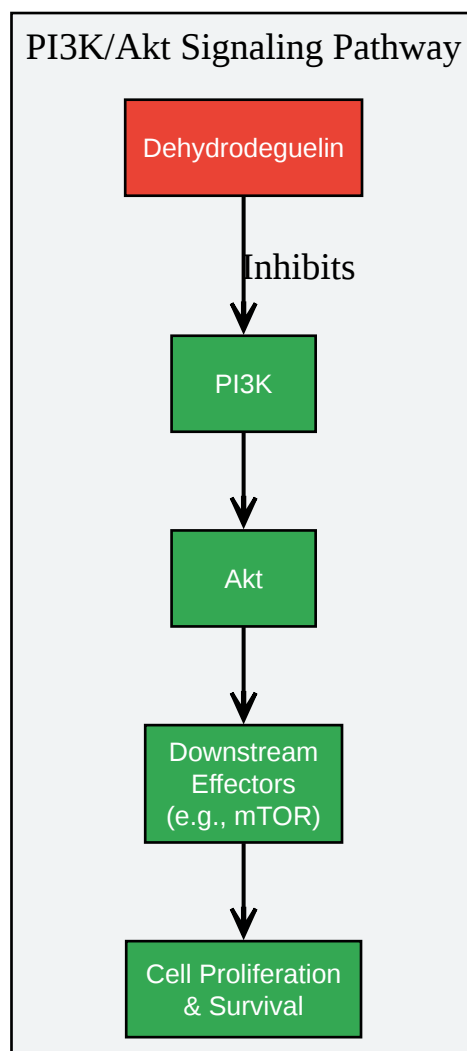 PI3K/Akt Signaling Pathway
Dehydrodeguelin
Inhibits
PI3K
Akt
Downstream
Effectors
(e.g., mTOR)
Cell Proliferation
& Survival